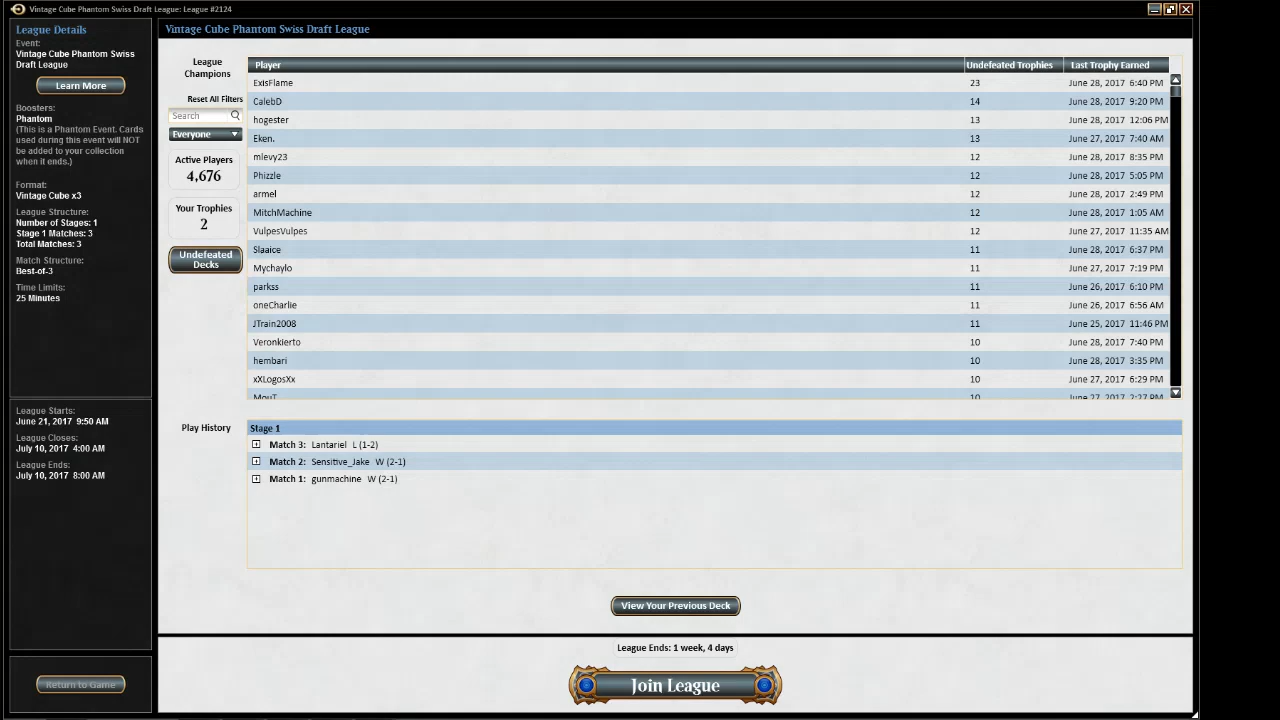 Vintage Cube Phantom Swiss Draft League: League #2124
League Details
Event:
Vintage Cube Phantom Swiss
Draft League
Learn More
Boosters:
Phantom
(This is a Phantom Event. Cards
used during this event will NOT
be added to your collection
when it ends.)
Format:
Vintage Cube x3
League Structure:
Number of Stages: 1
Stage 1 Matches: 3
Total Matches: 3
Match Structure:
Best-of-3
Time Limits:
25 Minutes
League Starts:
June 21, 2017 9:50 AM
League Closes:
July 10, 2017 4:00 AM
League Ends:
July 10, 2017 8:00 AM
Return to Game
Vintage Cube Phantom Swiss Draft League
League
Champions
Reset All Filters
Search
Everyone
Active Players
4,676
Your Trophies
2
Undefeated
Decks
Player Undefeated Trophies Last Trophy Earned
ExisFlame 23 June 28, 2017 6:40 PM
CalebD 14 June 28, 2017 9:20 PM
hogester 13 June 28, 2017 12:06 PM
Eken. 13 June 27, 2017 7:40 AM
mlevy23 12 June 28, 2017 8:35 PM
Phizzle 12 June 28, 2017 5:05 PM
armel 12 June 28, 2017 2:49 PM
MitchMachine 12 June 28, 2017 1:05 AM
VulpesVulpes 12 June 27, 2017 11:35 AM
Slaaice 11 June 28, 2017 6:37 PM
Mychaylo 11 June 27, 2017 7:19 PM
parkss 11 June 26, 2017 6:10 PM
oneCharlie 11 June 26, 2017 6:56 AM
JTrain2008 11 June 25, 2017 11:46 PM
Veronkierto 10 June 28, 2017 7:40 PM
hembari 10 June 28, 2017 3:35 PM
xXLogosXx 10 June 27, 2017 6:29 PM
MouT 10 June 27, 2017 2:27 PM
Play History
Stage 1
Match 3: Lantariel L (1-2)
Match 2: Sensitive_Jake W (2-1)
Match 1: gunmachine W (2-1)
View Your Previous Deck
League Ends: 1 week, 4 days
Join League